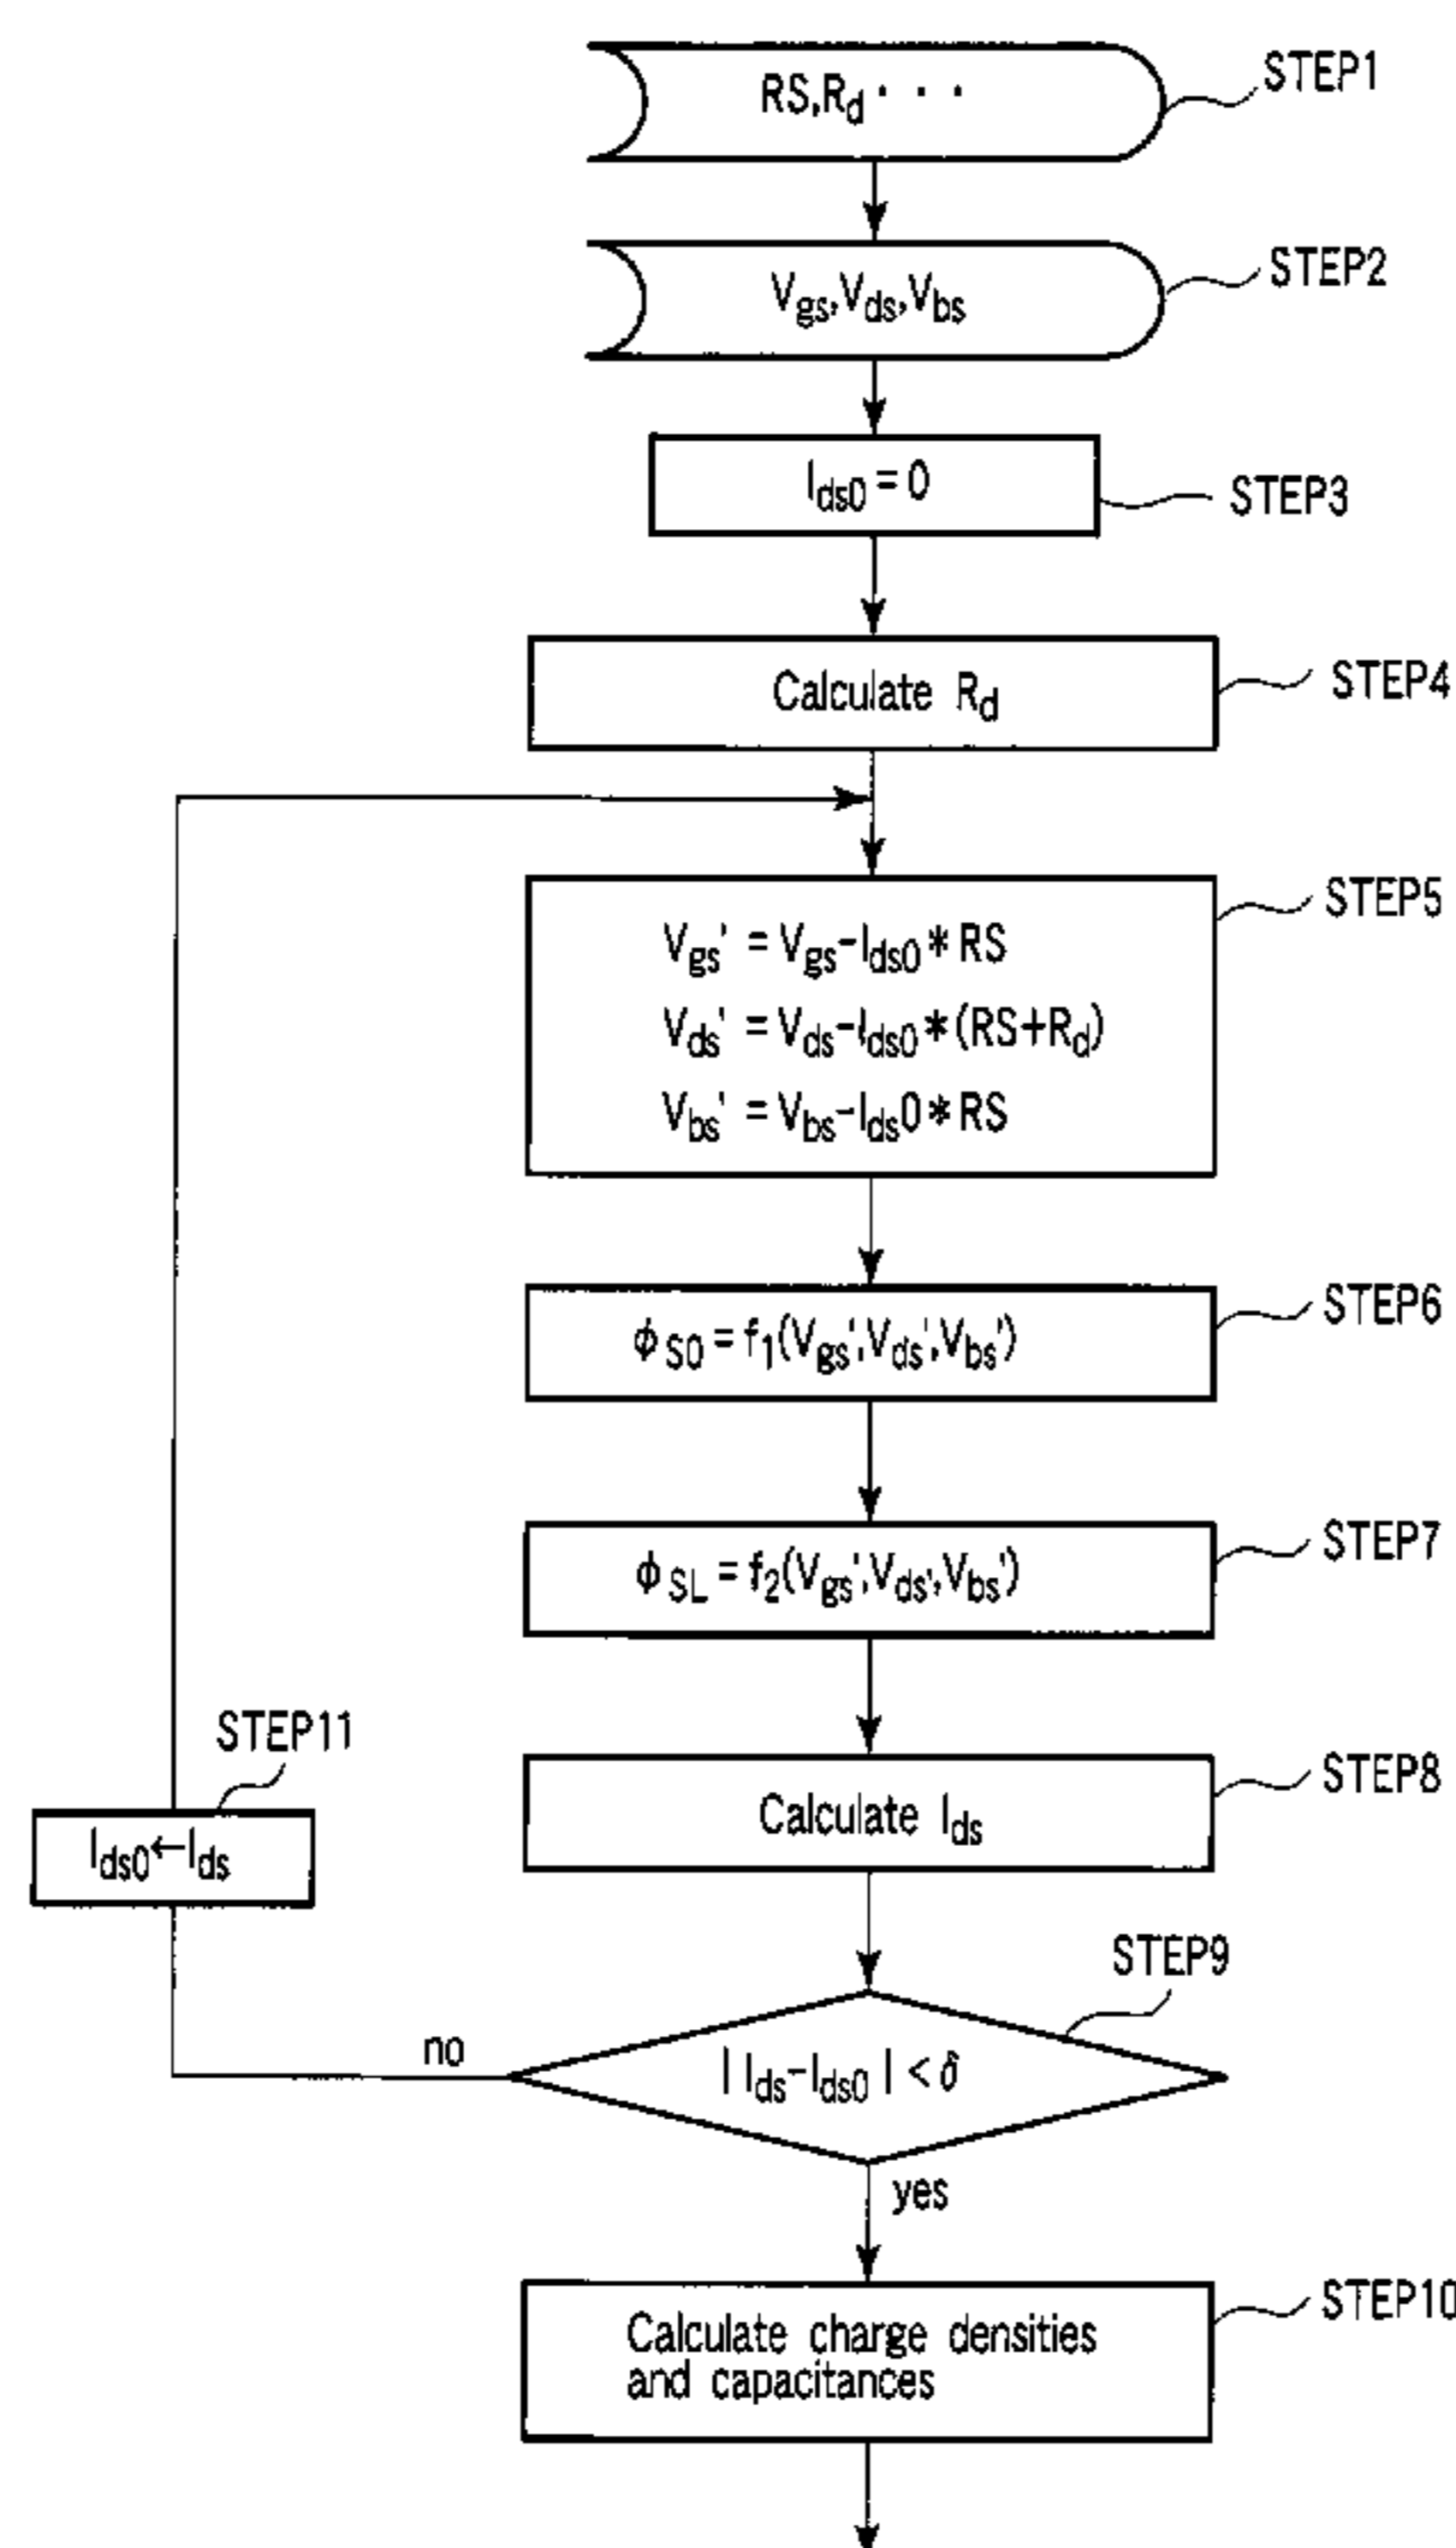 RS,Rd · · ·
STEP1
Vgs,Vds,Vbs
STEP2
Ids0 = 0
STEP3
Calculate Rd
STEP4
STEP5
Vgs' = Vgs-Ids0 * RS
Vds' = Vds-Ids0 * (RS+Rd)
Vbs' = Vbs-Ids0 * RS
ϕS0 = f1(Vgs',Vds',Vbs')
STEP6
ϕSL = f2(Vgs',Vds',Vbs')
STEP7
STEP11
Ids0←Ids
Calculate Ids
STEP8
STEP9
no
| Ids-Ids0 | < δ
yes
Calculate charge densities
and capacitances
STEP10